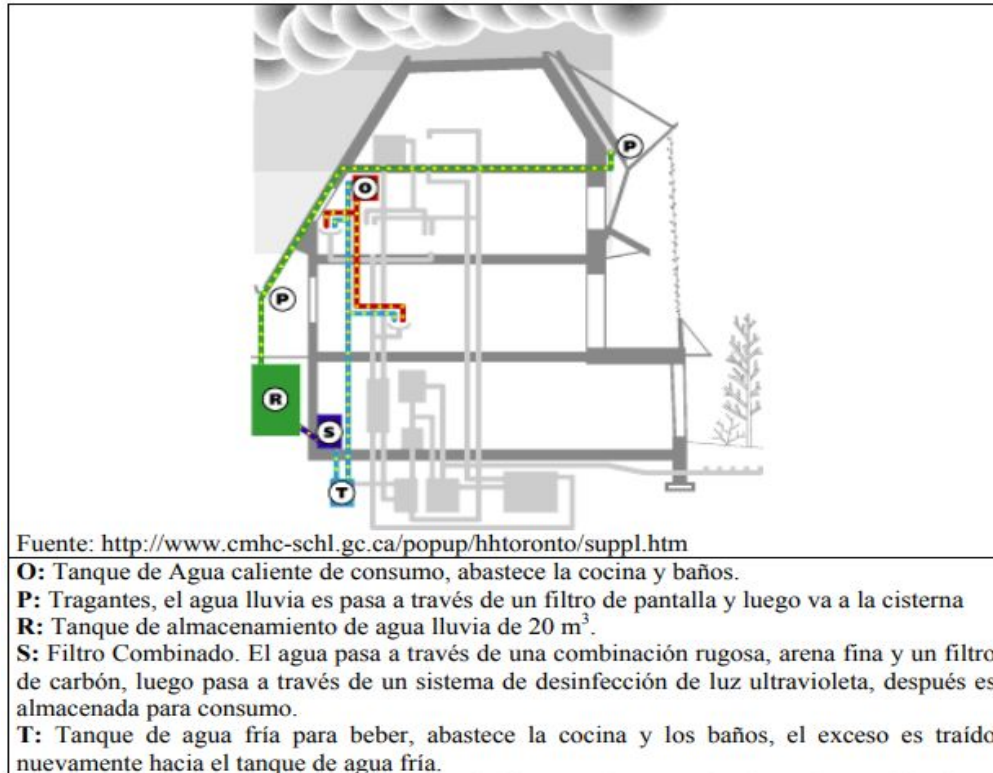 P
O
P
R
S
T
Fuente: http://www.cmhc-schl.gc.ca/popup/hhtoronto/suppl.htm
O: Tanque de Agua caliente de consumo, abastece la cocina y baños.
P: Tragantes, el agua lluvia es pasa a través de un filtro de pantalla y luego va a la cisterna
R: Tanque de almacenamiento de agua lluvia de 20 m³.
S: Filtro Combinado. El agua pasa a través de una combinación rugosa, arena fina y un filtro
de carbón, luego pasa a través de un sistema de desinfección de luz ultravioleta, después es
almacenada para consumo.
T: Tanque de agua fría para beber, abastece la cocina y los baños, el exceso es traído
nuevamente hacia el tanque de agua fría.